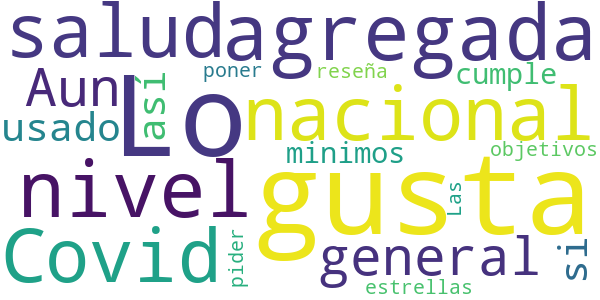 salud
agregada
Aun
así
poner
reseña
cumple
usado
Lo
nacional
minimos
objetivos
nivel
gusta
Las
Covid
pider
general
si
estrellas